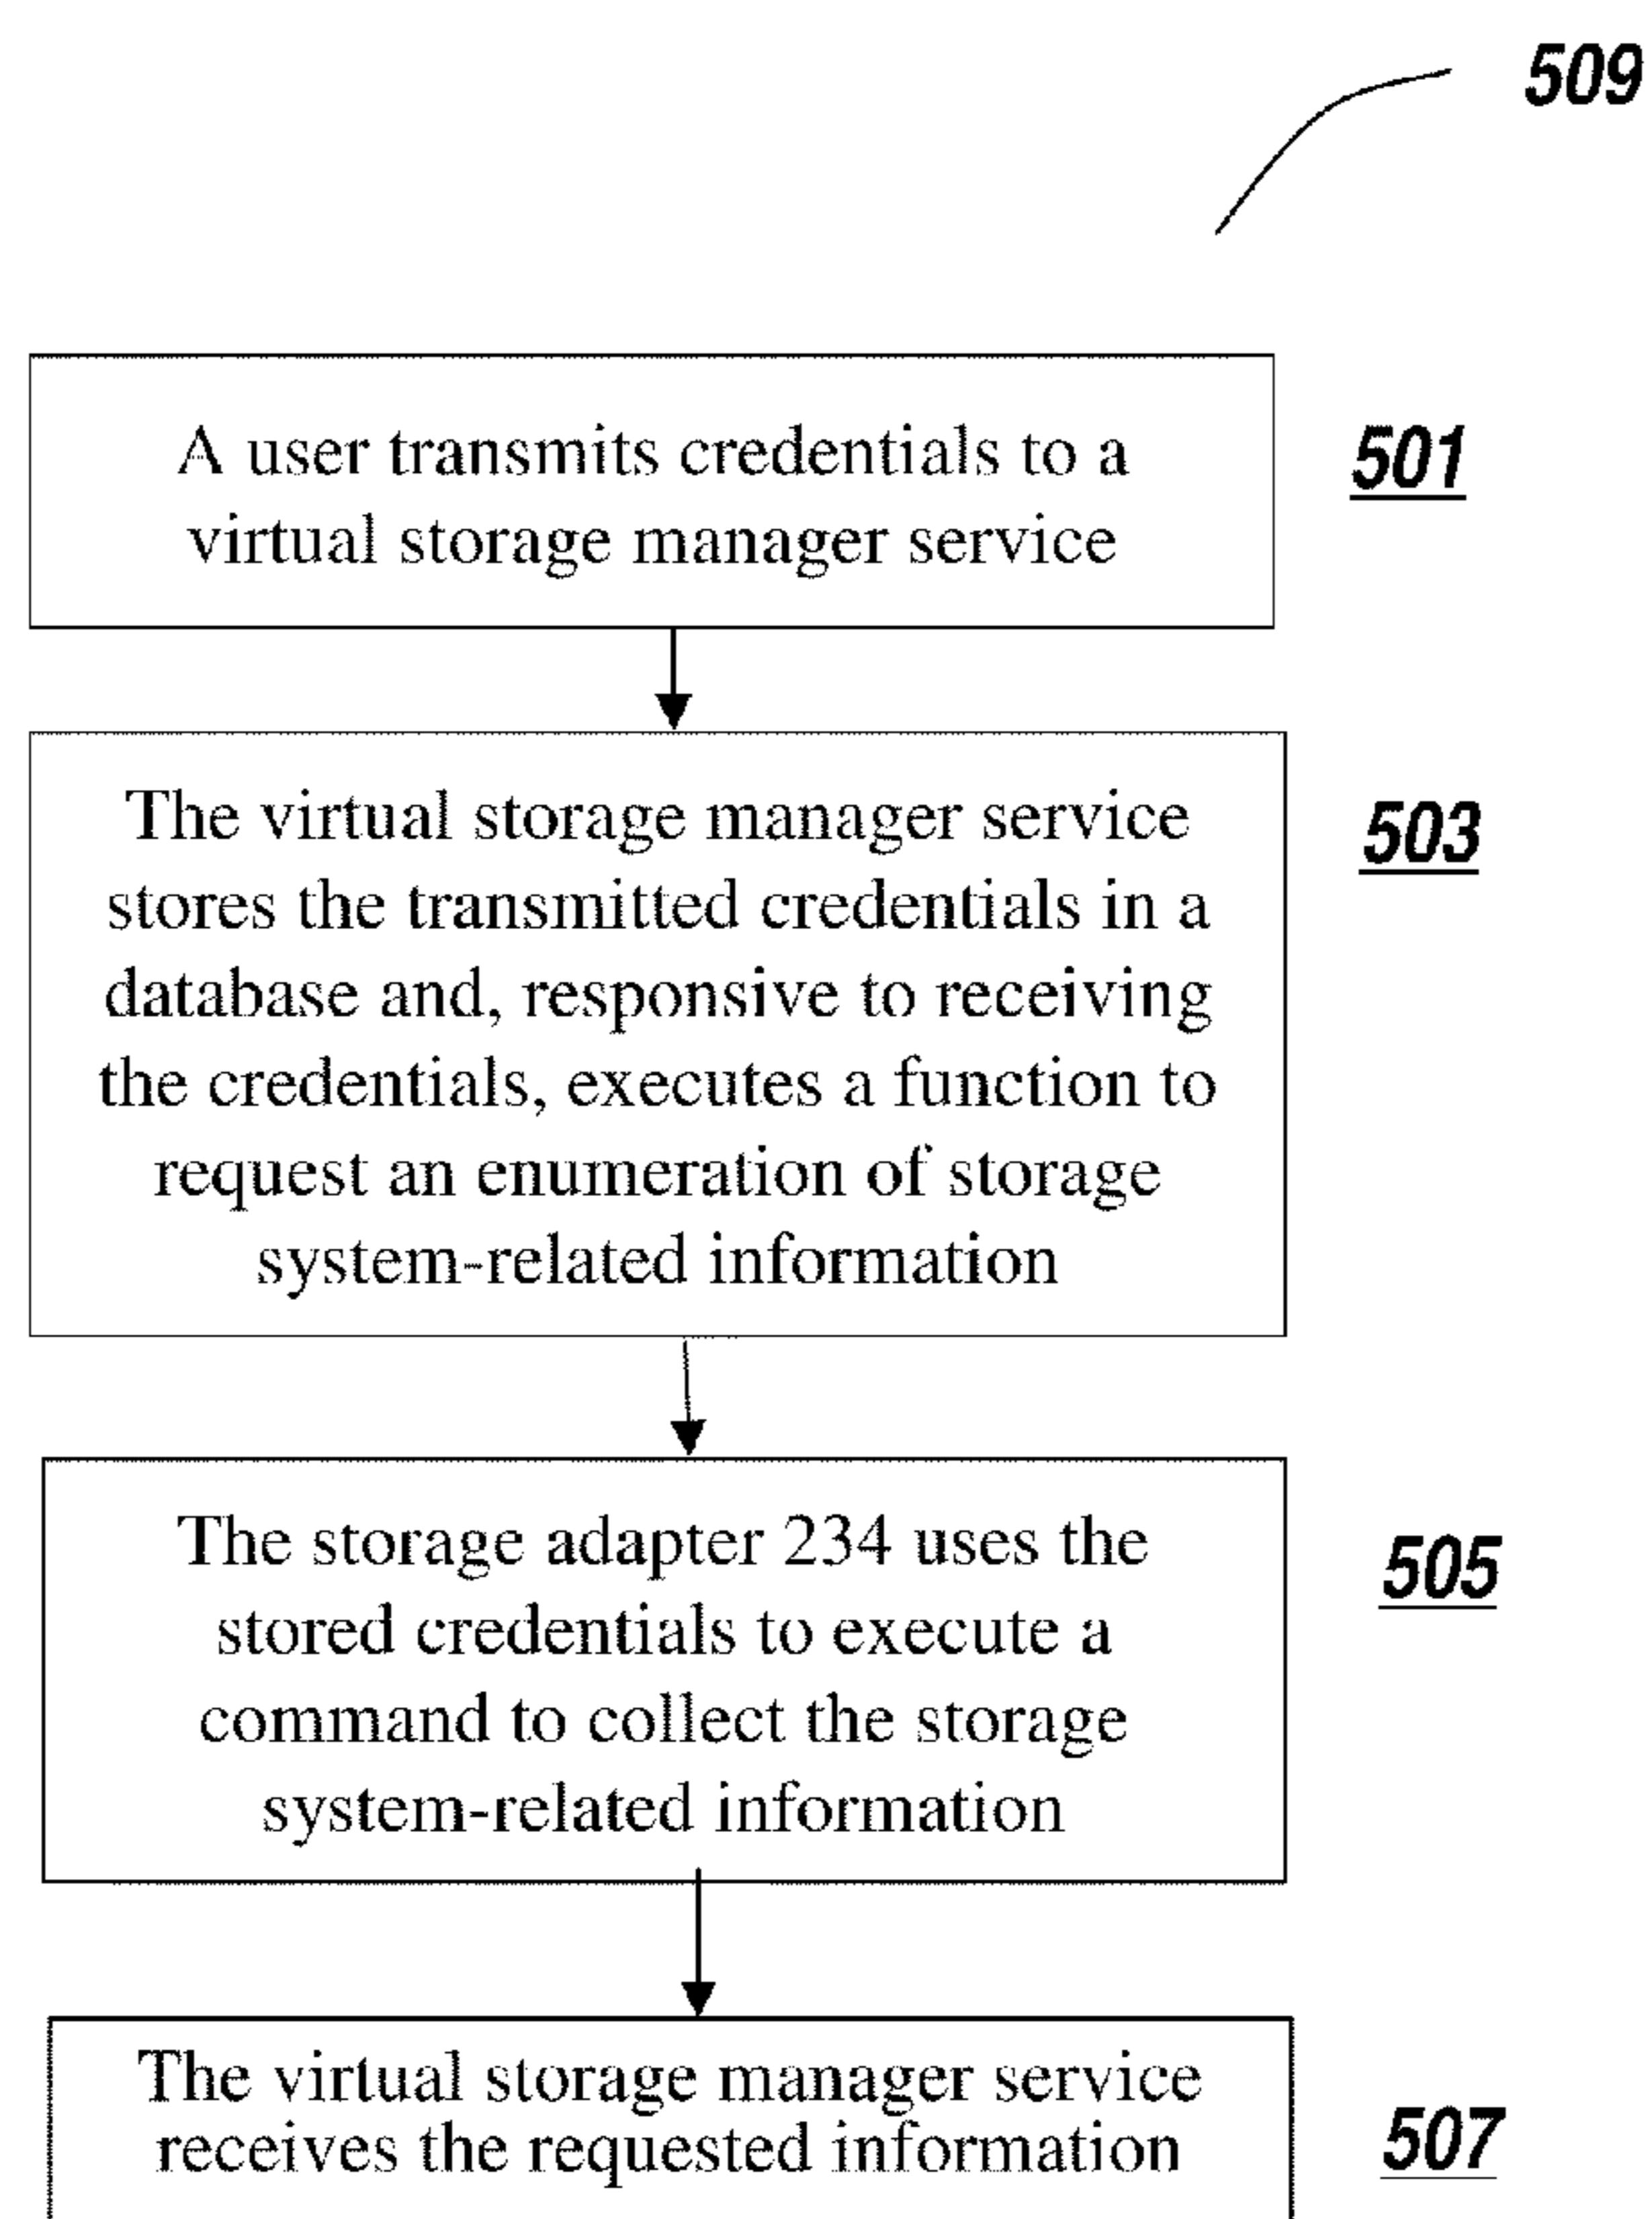 509
A user transmits credentials to a
virtual storage manager service
501
The virtual storage manager service
stores the transmitted credentials in a
database and, responsive to receiving
the credentials, executes a function to
request an enumeration of storage
system-related information
503
The storage adapter 234 uses the
stored credentials to execute a
command to collect the storage
system-related information
505
The virtual storage manager service
receives the requested information
507